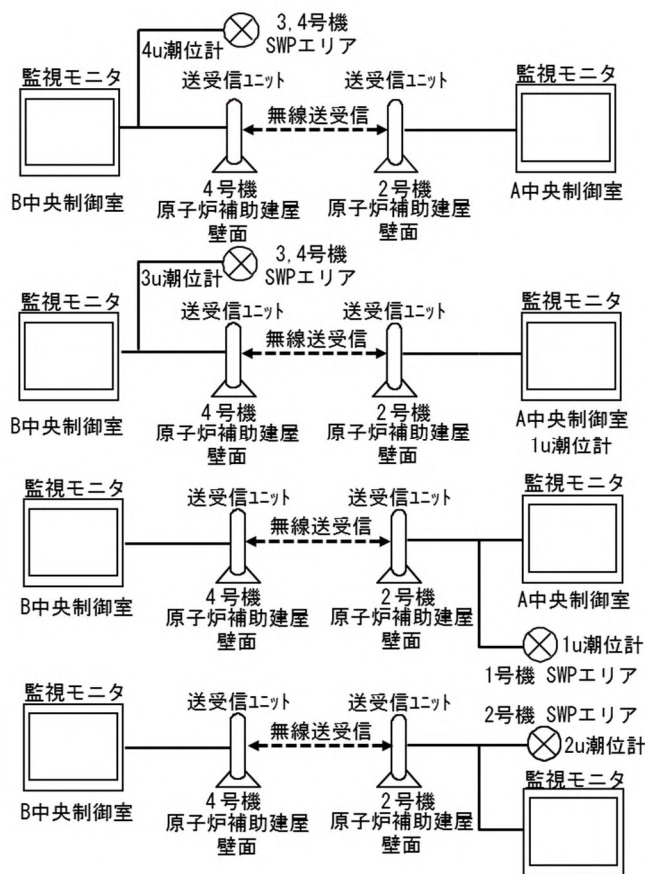 3,4号機
SWPエリア
4u潮位計
監視モニタ
送受信ユニット
送受信ユニット
監視モニタ
無線送受信
B中央制御室
4号機
原子炉補助建屋
壁面
2号機
原子炉補助建屋
壁面
A中央制御室
3,4号機
SWPエリア
3u潮位計
監視モニタ
送受信ユニット
送受信ユニット
監視モニタ
無線送受信
B中央制御室
4号機
原子炉補助建屋
壁面
2号機
原子炉補助建屋
壁面
A中央制御室
1u潮位計
監視モニタ
送受信ユニット
送受信ユニット
監視モニタ
無線送受信
B中央制御室
4号機
原子炉補助建屋
壁面
2号機
原子炉補助建屋
壁面
A中央制御室
1u潮位計
1号機 SWPエリア
監視モニタ
送受信ユニット
送受信ユニット
2号機 SWPエリア
無線送受信
2u潮位計
B中央制御室
4号機
原子炉補助建屋
壁面
2号機
原子炉補助建屋
壁面
監視モニタ